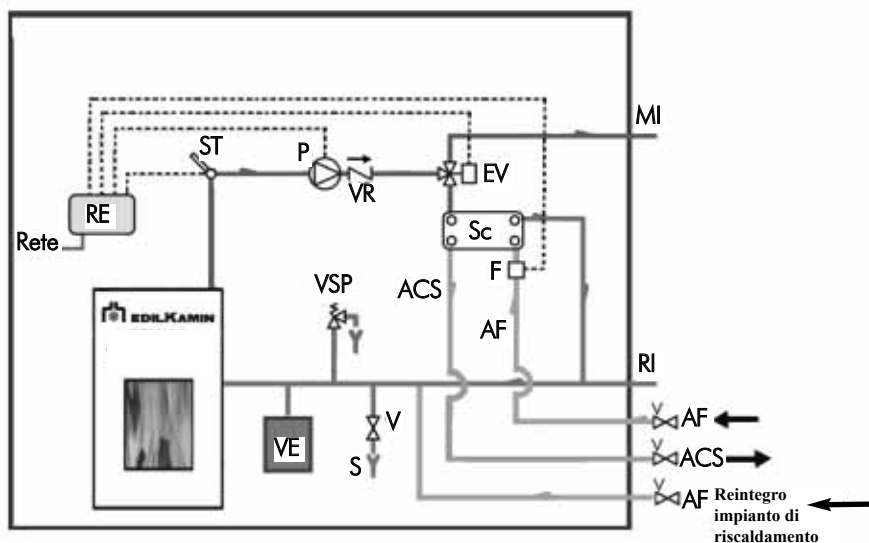 MI
ST
P
VR
EV
RE
Sc
Rete
F
VSP
ACS
AF
EDILKAMIN
RI
V
VE
S
V
AF
V
ACS
V
AF Reintegro
impianto di
riscaldamento